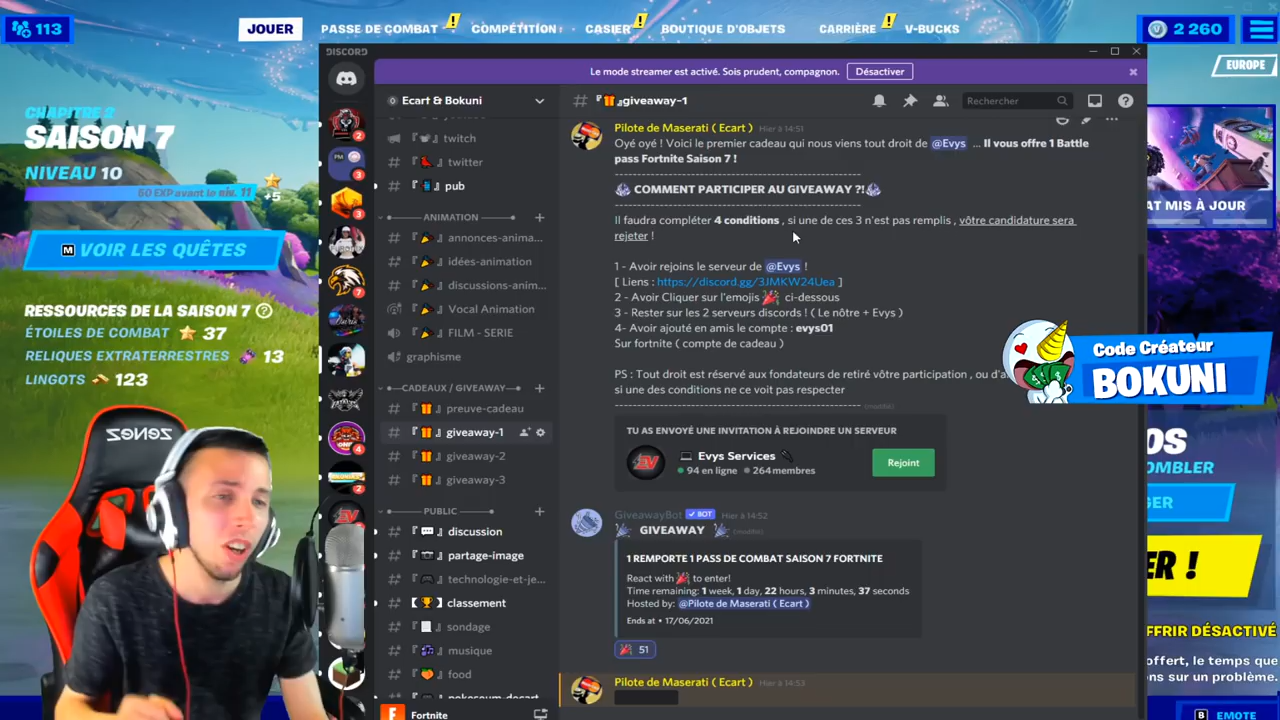 113
JOUER
PASSE DE COMBAT
COMPÉTITION
CASIER
BOUTIQUE D'OBJETS
CARRIÈRE
V-BUCKS
2 260
EUROPE
CHAPITRE 2
SAISON 7
NIVEAU 10
60 EXP avant le niv. 11
+5
M VOIR LES QUÊTES
RESSOURCES DE LA SAISON 7 ?
ÉTOILES DE COMBAT 37
RELIQUES EXTRATERRESTRES 13
LINGOTS 123
DISCORD
Le mode streamer est activé. Sois prudent, compagnon.
Désactiver
Ecart & Bokuni
twitch
twitter
pub
ANIMATION
annonces-anima...
idées-animation
discussions-anim...
Vocal Animation
FILM - SERIE
graphisme
CADEAUX / GIVEAWAY
preuve-cadeau
giveaway-1
giveaway-2
giveaway-3
PUBLIC
discussion
partage-image
technologie-et-je...
classement
sondage
musique
food
pokoseum-decart
Fortnite
giveaway-1
Rechercher
Pilote de Maserati ( Ecart ) Hier à 14:51
Oyé oyé ! Voici le premier cadeau qui nous viens tout droit de @Evys ... Il vous offre 1 Battle
pass Fortnite Saison 7 !
COMMENT PARTICIPER AU GIVEAWAY ?!
Il faudra compléter 4 conditions , si une de ces 3 n'est pas remplis , vôtre candidature sera
rejeter !
1 - Avoir rejoins le serveur de @Evys !
[ Liens : https://discord.gg/3JMKW24Uea ]
2 - Avoir Cliquer sur l'emojis ci-dessous
3 - Rester sur les 2 serveurs discords ! ( Le nôtre + Evys )
4- Avoir ajouté en amis le compte : evys01
Sur fortnite ( compte de cadeau )
PS : Tout droit est réservé aux fondateurs de retiré vôtre participation , ou d'a
si une des conditions ne ce voit pas respecter
(modifié)
TU AS ENVOYÉ UNE INVITATION À REJOINDRE UN SERVEUR
EV
Evys Services
94 en ligne 264 membres
Rejoint
GiveawayBot BOT Hier à 14:52
GIVEAWAY (modifié)
1 REMPORTE 1 PASS DE COMBAT SAISON 7 FORTNITE
React with to enter!
Time remaining: 1 week, 1 day, 22 hours, 3 minutes, 37 seconds
Hosted by: @Pilote de Maserati ( Ecart )
Ends at • 17/06/2021
51
Pilote de Maserati ( Ecart ) Hier à 14:53
Code Créateur
BOKUNI
AT MIS À JOUR
OS
OMBLER
GER
ER !
FFRIR DÉSACTIVÉ
offert, le temps que
ns sur un problème.
B EMOTE